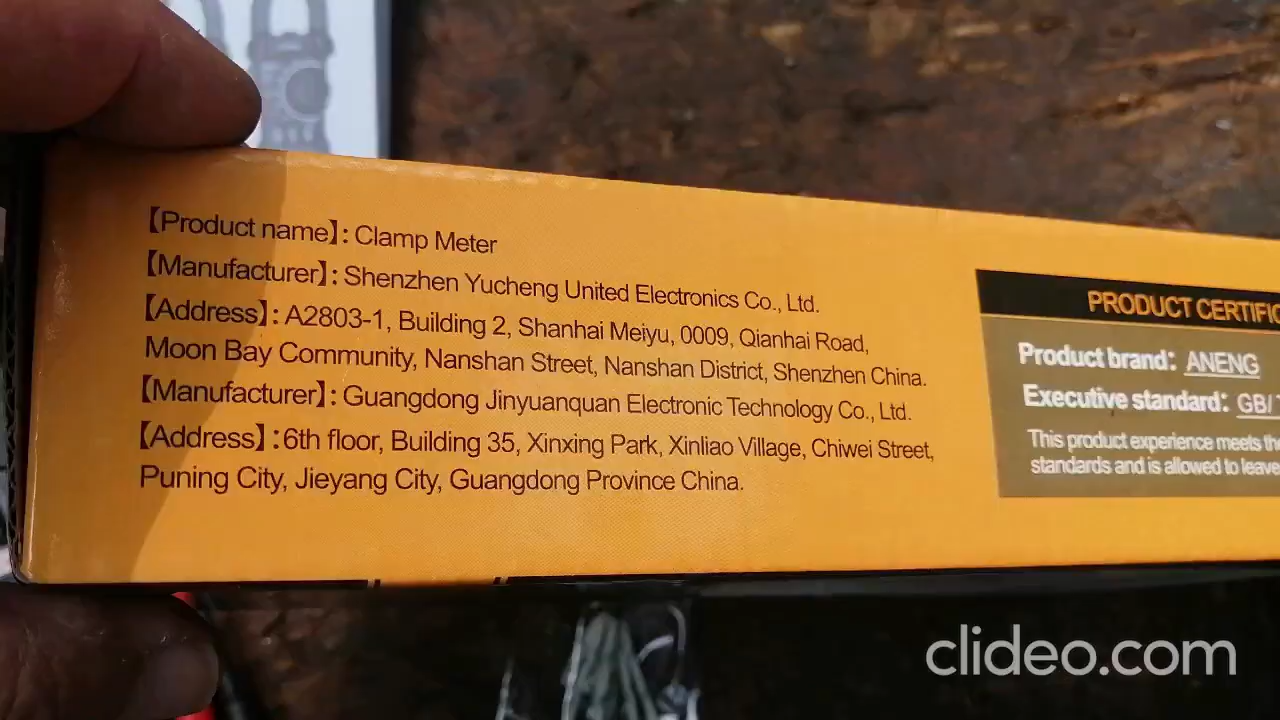 【Product name】: Clamp Meter
【Manufacturer】: Shenzhen Yucheng United Electronics Co., Ltd.
【Address】: A2803-1, Building 2, Shanhai Meiyu, 0009, Qianhai Road,
Moon Bay Community, Nanshan Street, Nanshan District, Shenzhen China.
【Manufacturer】: Guangdong Jinyuanquan Electronic Technology Co., Ltd.
【Address】: 6th floor, Building 35, Xinxing Park, Xinliao Village, Chiwei Street,
Puning City, Jieyang City, Guangdong Province China.
PRODUCT
Product brand: ANENG
Executive standard: GB/
This product experience meets
standards and is allowed to
clideo.com